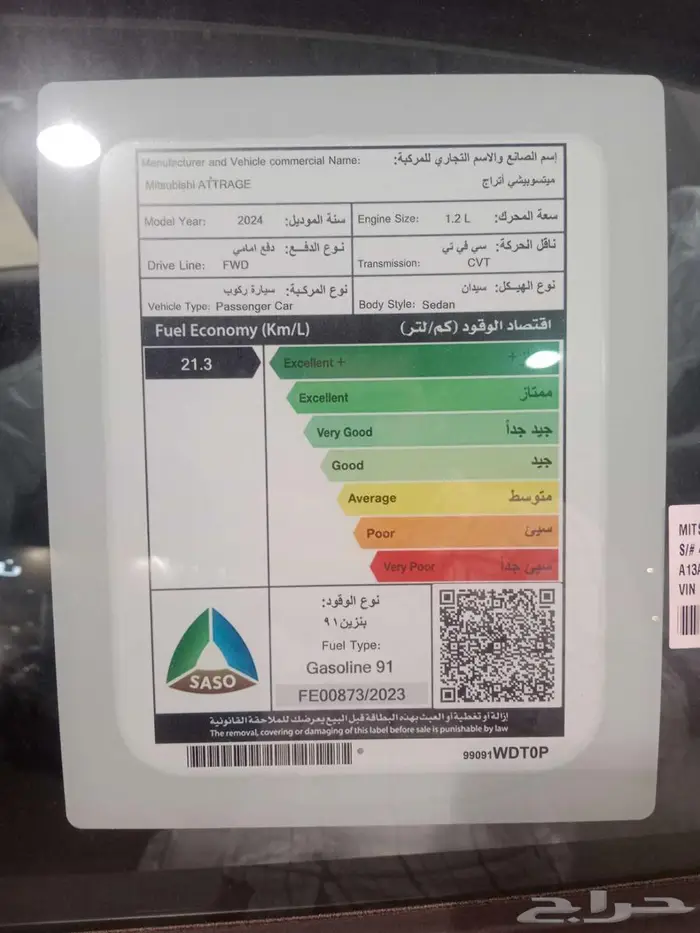 Manufacturer and Vehicle commercial Name: إسم الصانع والاسم التجاري للمركبة:
Mitsubishi ATTRAGE ميتسوبيشي أتراج
Model Year: 2024 سنة الموديل:
Engine Size: 1.2 L سعة المحرك:
نوع الدفع: دفع امامي
Drive Line: FWD
ناقل الحركة: سي في تي
Transmission: CVT
نوع المركبة: سيارة ركوب
Vehicle Type: Passenger Car
نوع الهيكل: سيدان
Body Style: Sedan
Fuel Economy (Km/L) اقتصاد الوقود (كم/لتر)
21.3
Excellent +
Excellent ممتاز
Very Good جيد جداً
Good جيد
Average متوسط
Poor سيئ
Very Poor سيئ جداً
SASO
نوع الوقود:
بنزين ٩١
Fuel Type:
Gasoline 91
FE00873/2023
إزالة أو تغطية أو العبث بهذه البطاقة قبل البيع يعرضك للملاحقة القانونية
The removal, covering or damaging of this label before sale is punishable by law
99091WDT0P
MITS
S/#
A13A
VIN
حراج